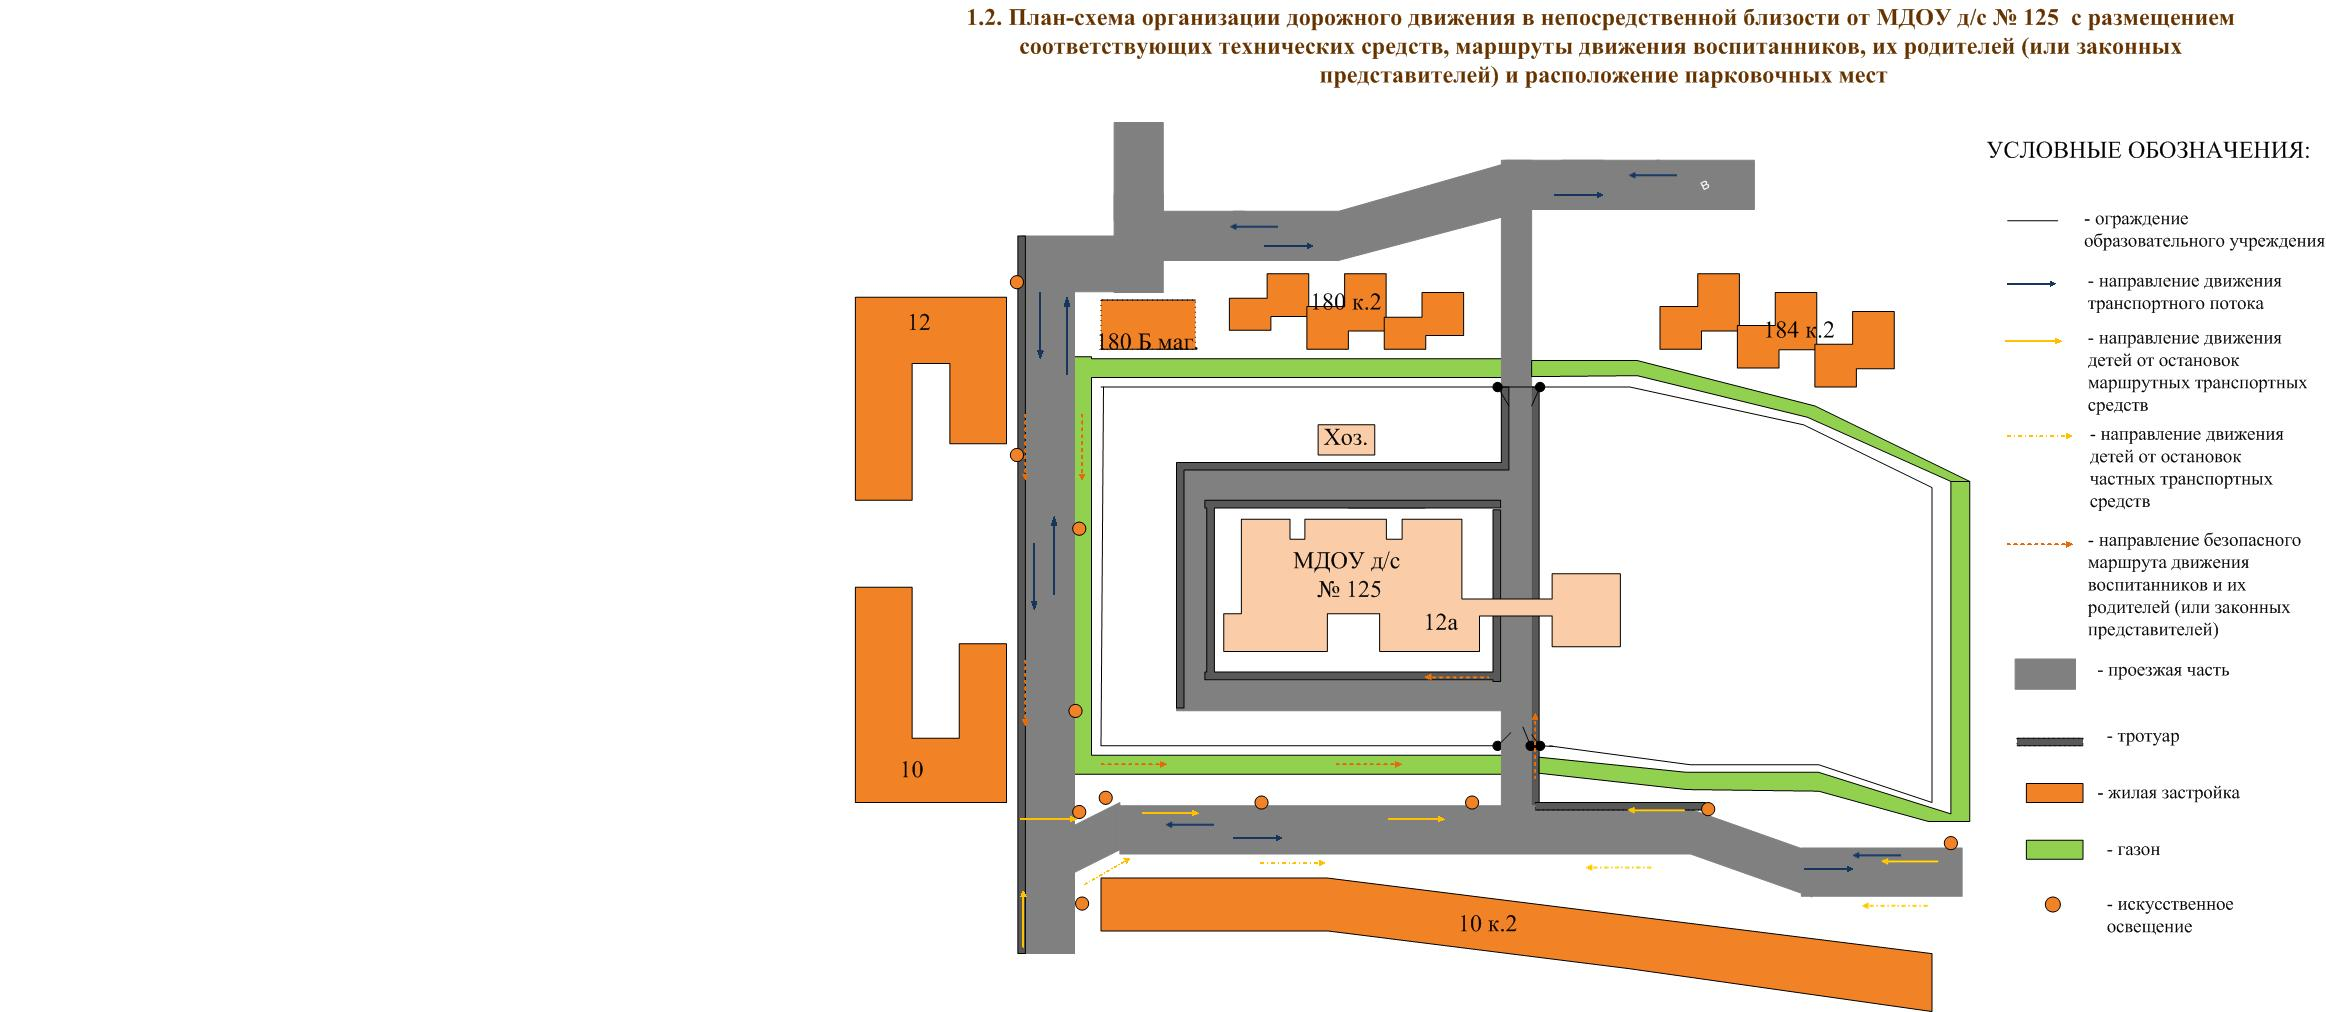 1.2. План-схема организации дорожного движения в непосредственной близости от МДОУ д/с № 125 с размещением
соответствующих технических средств, маршруты движения воспитанников, их родителей (или законных
представителей) и расположение парковочных мест
УСЛОВНЫЕ ОБОЗНАЧЕНИЯ:
- ограждение
образовательного учреждения
- направление движения
транспортного потока
- направление движения
детей от остановок
маршрутных транспортных
средств
- направление движения
детей от остановок
частных транспортных
средств
- направление безопасного
маршрута движения
воспитанников и их
родителей (или законных
представителей)
- проезжая часть
- тротуар
- жилая застройка
- газон
- искусственное
освещение
В
12
180 Б маг.
180 к.2
184 к.2
Хоз.
МДОУ д/с
№ 125
12а
10
10 к.2